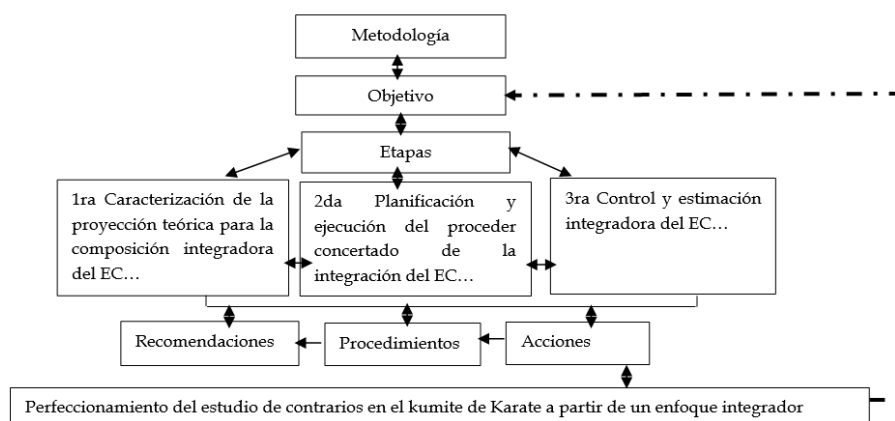 Metodología
Objetivo
Etapas
1ra Caracterización de la
proyección teórica para la
composición integradora
del EC...
2da Planificación y
ejecución del proceder
concertado de la
integración del EC...
3ra Control y estimación
integradora del EC...
Recomendaciones
Procedimientos
Acciones
Perfeccionamiento del estudio de contrarios en el kumite de Karate a partir de un enfoque integrador